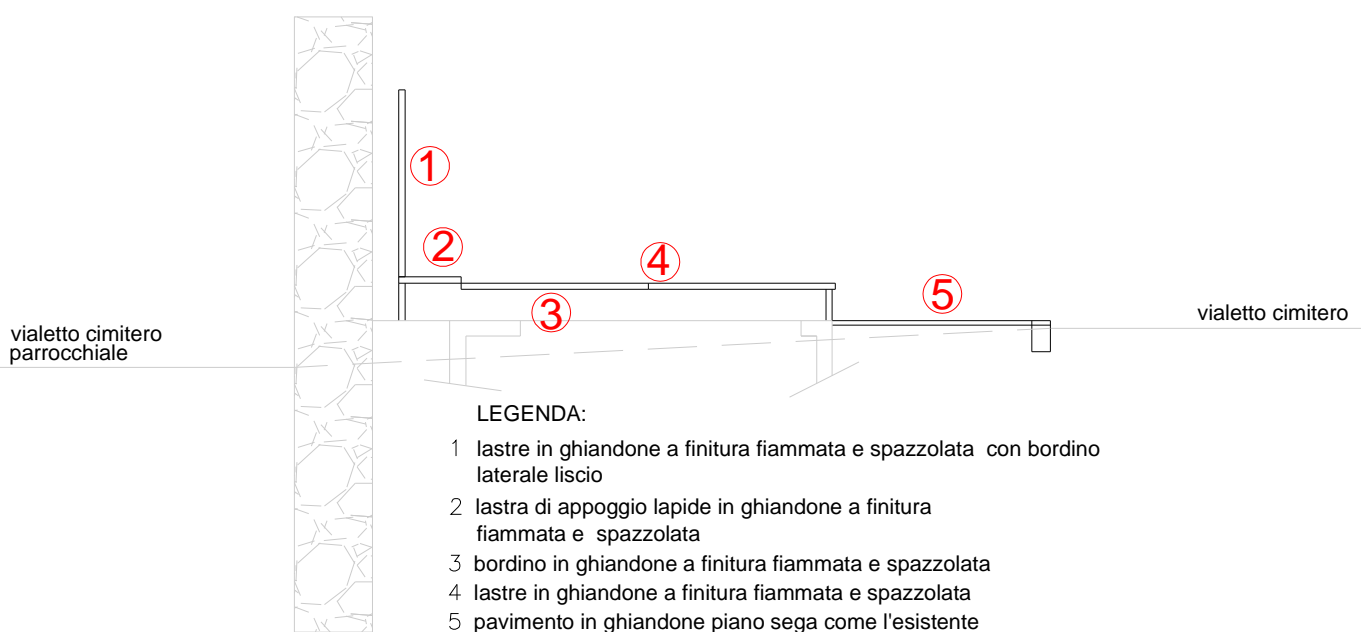 1
2
4
3
5
vialetto cimitero
vialetto cimitero
parrocchiale
LEGENDA:
1 lastre in ghiandone a finitura fiammata e spazzolata con bordino
laterale liscio
2 lastra di appoggio lapide in ghiandone a finitura
fiammata e spazzolata
3 bordino in ghiandone a finitura fiammata e spazzolata
4 lastre in ghiandone a finitura fiammata e spazzolata
5 pavimento in ghiandone piano sega come l'esistente